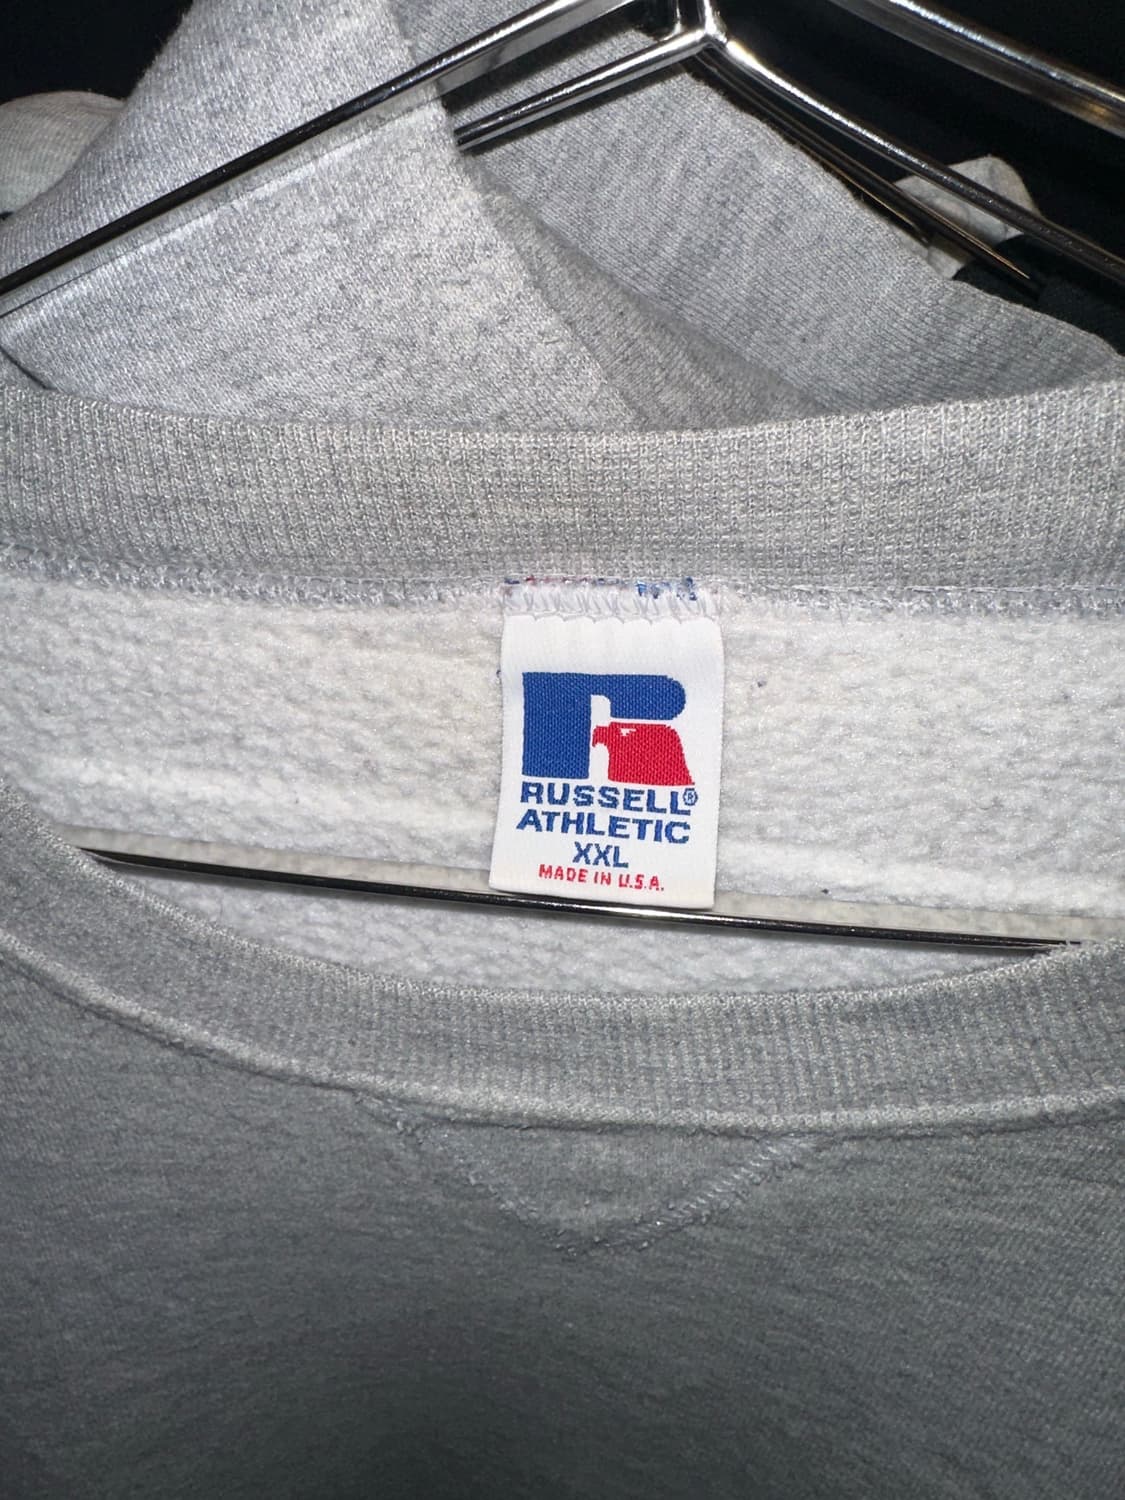 R
RUSSELL®
ATHLETIC
XXL
MADE IN U.S.A.